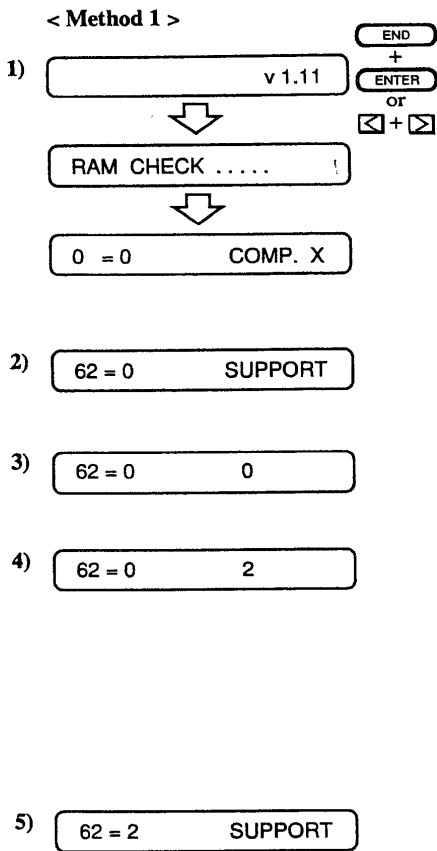 < Method 1 >
END
+
1) v 1.11 ENTER
or
< + >
RAM CHECK .....
0 = 0 COMP. X
2) 62 = 0 SUPPORT
3) 62 = 0 0
4) 62 = 0 2
5) 62 = 2 SUPPORT